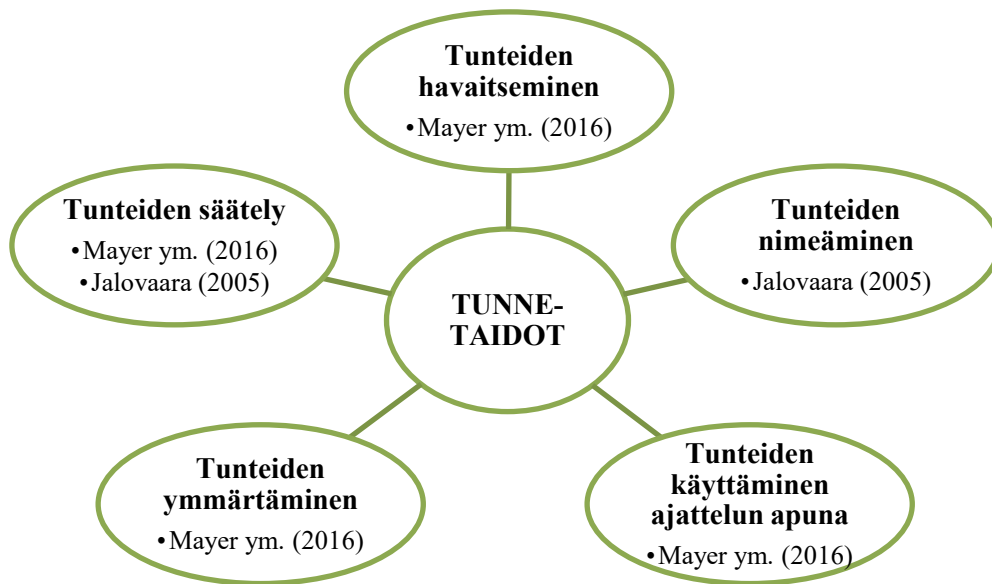 Tunteiden
havaitseminen
•Mayer ym. (2016)
Tunteiden säätely
•Mayer ym. (2016)
•Jalovaara (2005)
Tunteiden
nimeäminen
•Jalovaara (2005)
TUNNE-
TAIDOT
Tunteiden
ymmärtäminen
•Mayer ym. (2016)
Tunteiden
käyttäminen
ajattelun apuna
•Mayer ym. (2016)